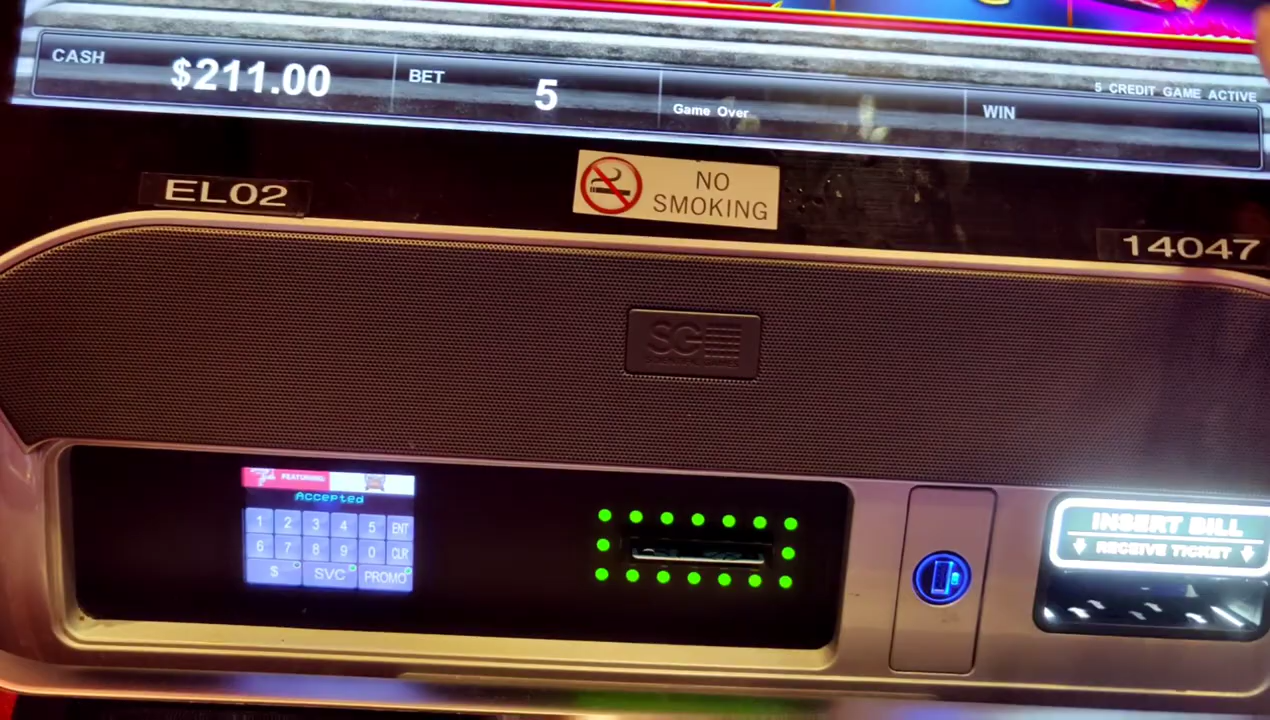 CASH $211.00 BET 5 Game Over WIN
5 CREDIT GAME ACTIVE
EL02
NO
SMOKING
14047
SG
FEATURING
Accepted
1 2 3 4 5 ENT
6 7 8 9 0 CLR
$ SVC PROMO
INSERT BILL
RECEIVE TICKET